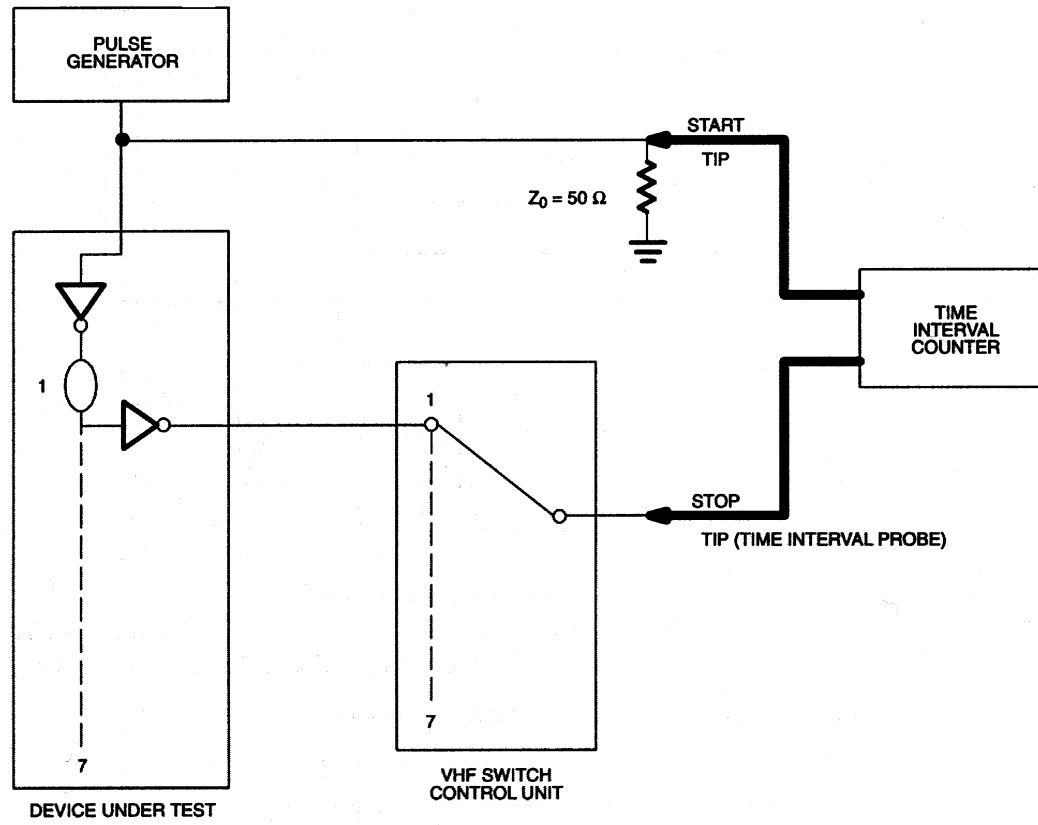 PULSE
GENERATOR
START
TIP
Z0 = 50 Ω
TIME
INTERVAL
COUNTER
1
1
STOP
TIP (TIME INTERVAL PROBE)
7
7
VHF SWITCH
CONTROL UNIT
DEVICE UNDER TEST